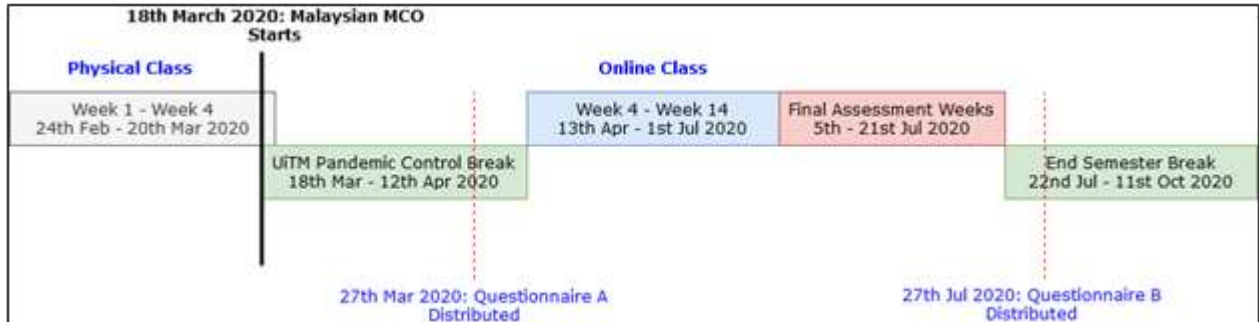 18th March 2020: Malaysian MCO
Starts
Physical Class
Online Class
Week 1 - Week 4
24th Feb - 20th Mar 2020
Week 4 - Week 14
13th Apr - 1st Jul 2020
Final Assessment Weeks
5th - 21st Jul 2020
UiTM Pandemic Control Break
18th Mar - 12th Apr 2020
End Semester Break
22nd Jul - 11st Oct 2020
27th Mar 2020: Questionnaire A
Distributed
27th Jul 2020: Questionnaire B
Distributed